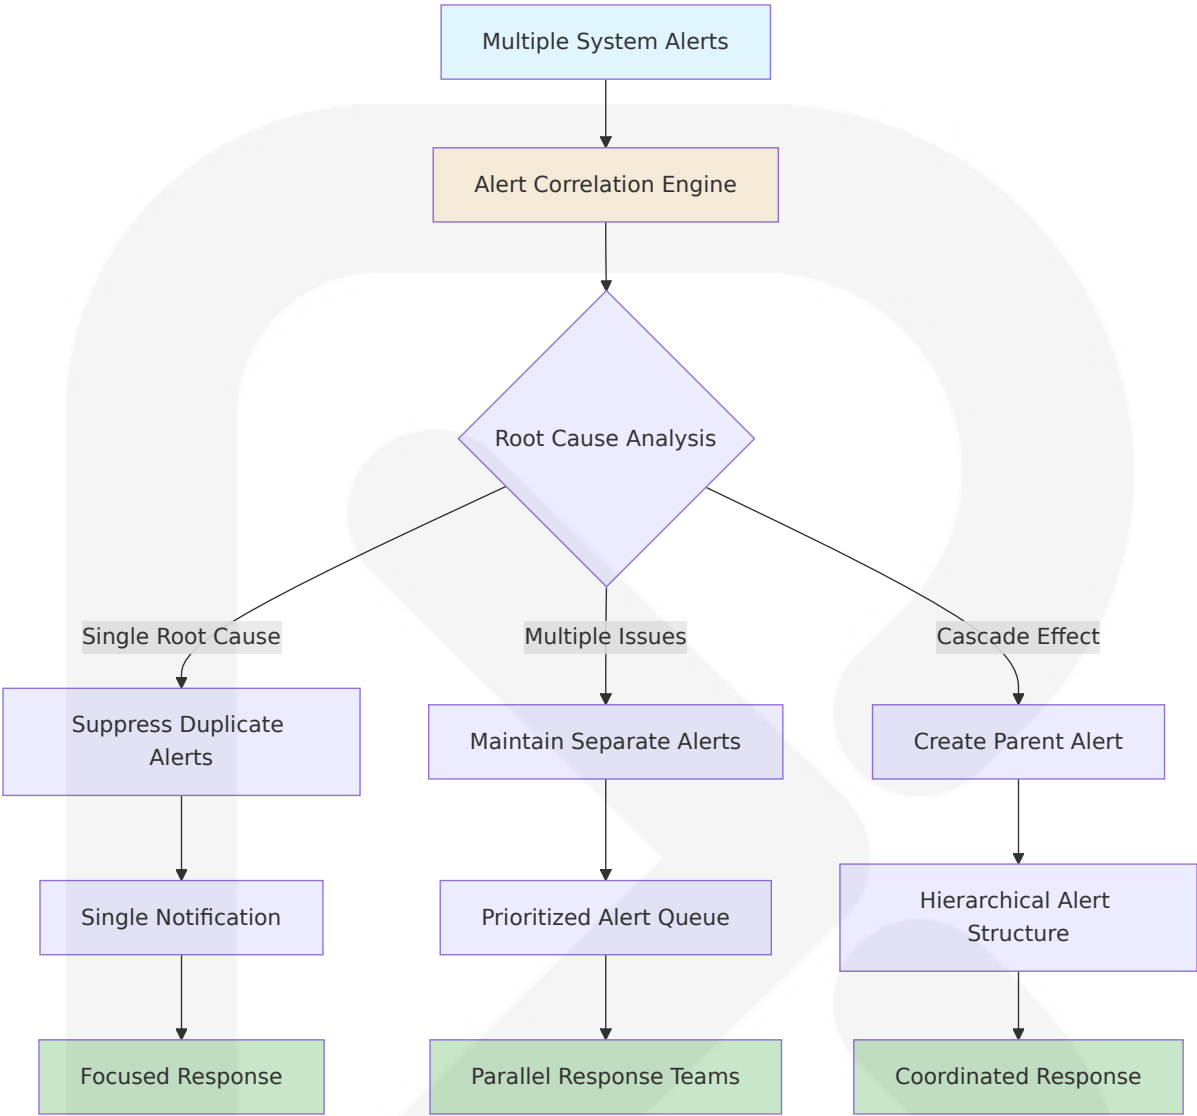 Multiple System Alerts
Alert Correlation Engine
Root Cause Analysis
Single Root Cause
Multiple Issues
Cascade Effect
Suppress Duplicate
Alerts
Maintain Separate Alerts
Create Parent Alert
Single Notification
Prioritized Alert Queue
Hierarchical Alert
Structure
Focused Response
Parallel Response Teams
Coordinated Response